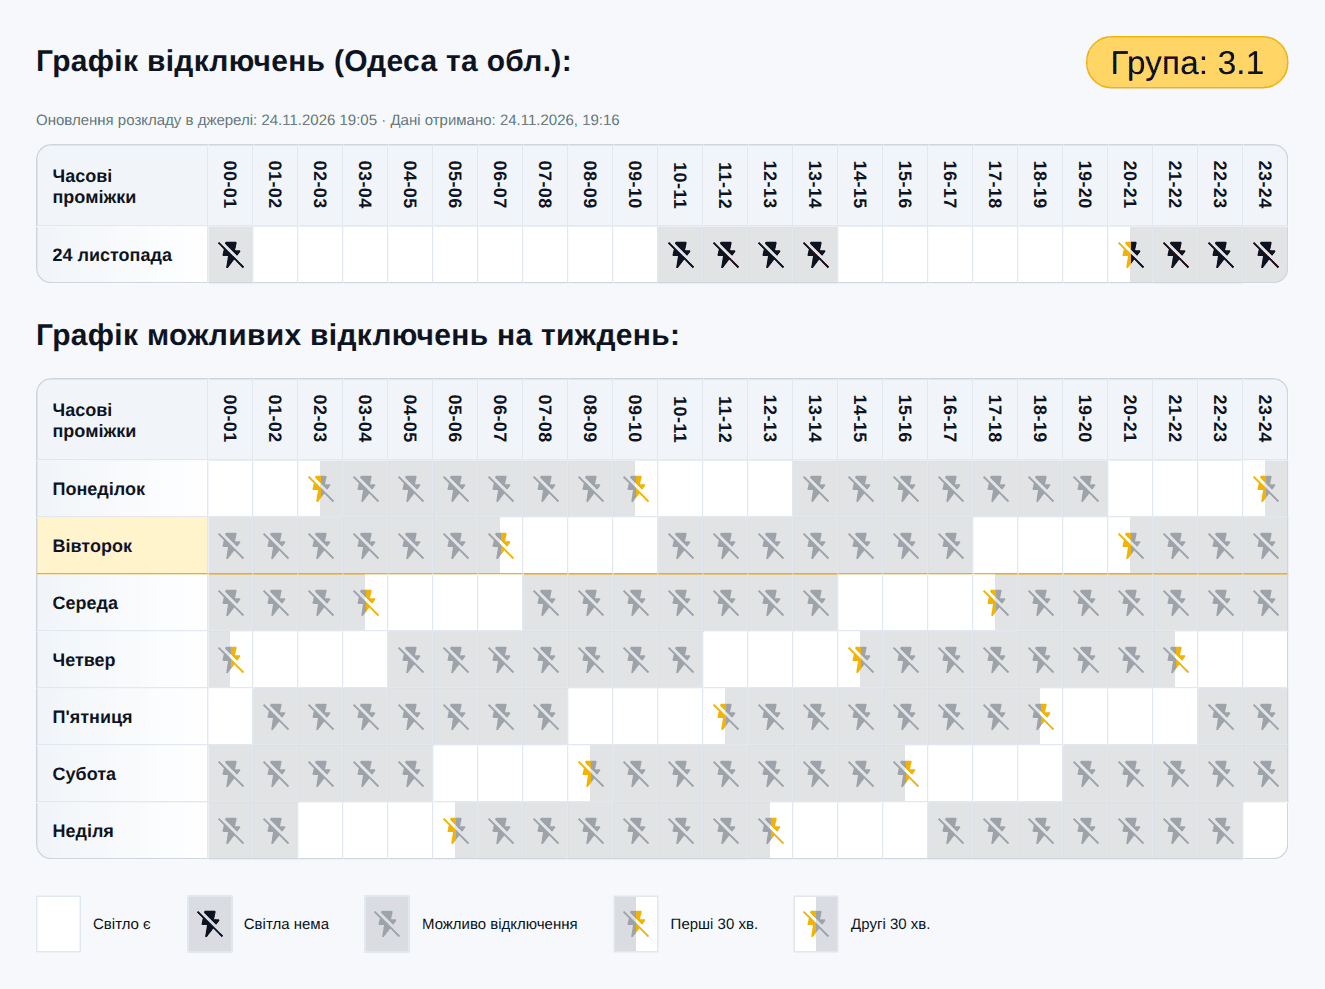 Графік відключень (Одеса та обл.):
Група: 3.1
Оновлення розкладу в джерелі: 24.11.2026 19:05 · Дані отримано: 24.11.2026, 19:16
Часові
проміжки
00-01 01-02 02-03 03-04 04-05 05-06 06-07 07-08 08-09 09-10 10-11 11-12 12-13 13-14 14-15 15-16 16-17 17-18 18-19 19-20 20-21 21-22 22-23 23-24
24 листопада
Графік можливих відключень на тиждень:
Часові
проміжки
00-01 01-02 02-03 03-04 04-05 05-06 06-07 07-08 08-09 09-10 10-11 11-12 12-13 13-14 14-15 15-16 16-17 17-18 18-19 19-20 20-21 21-22 22-23 23-24
Понеділок
Вівторок
Середа
Четвер
П'ятниця
Субота
Неділя
Світло є
Світла нема
Можливо відключення
Перші 30 хв.
Другі 30 хв.